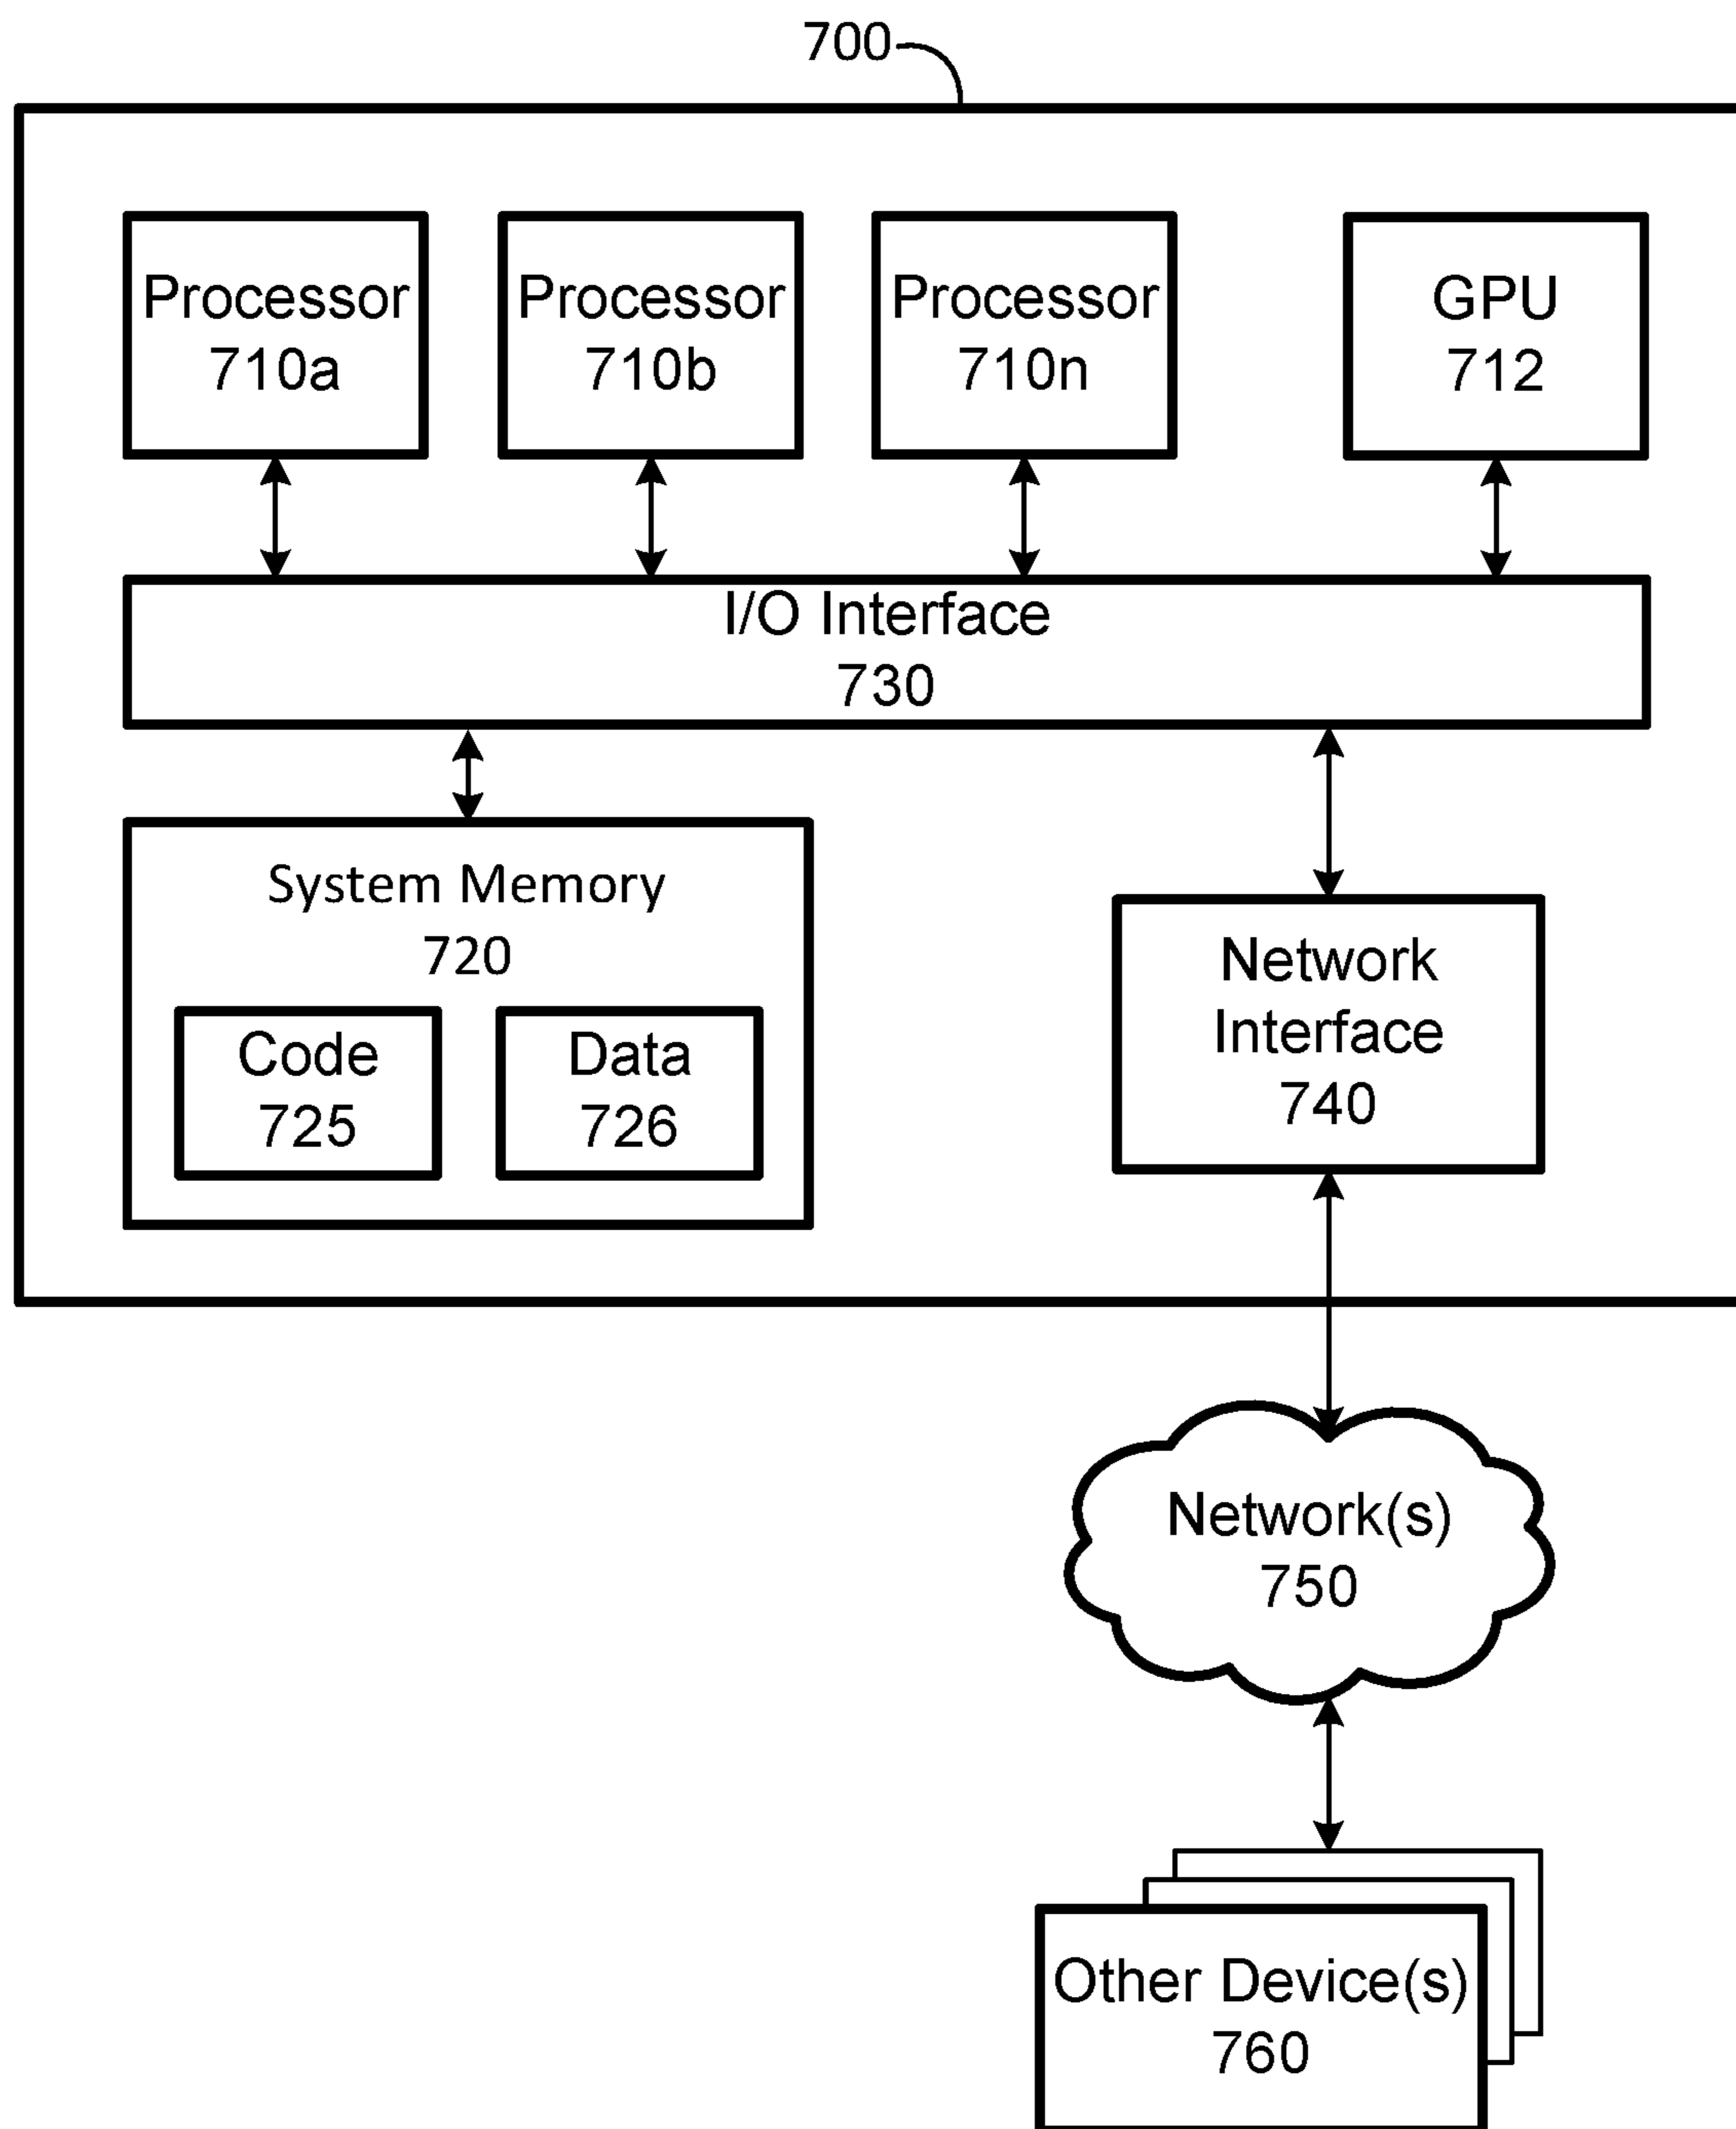 700
Processor
710a
Processor
710b
Processor
710n
GPU
712
I/O Interface
730
System Memory
720
Code
725
Data
726
Network
Interface
740
Network(s)
750
Other Device(s)
760